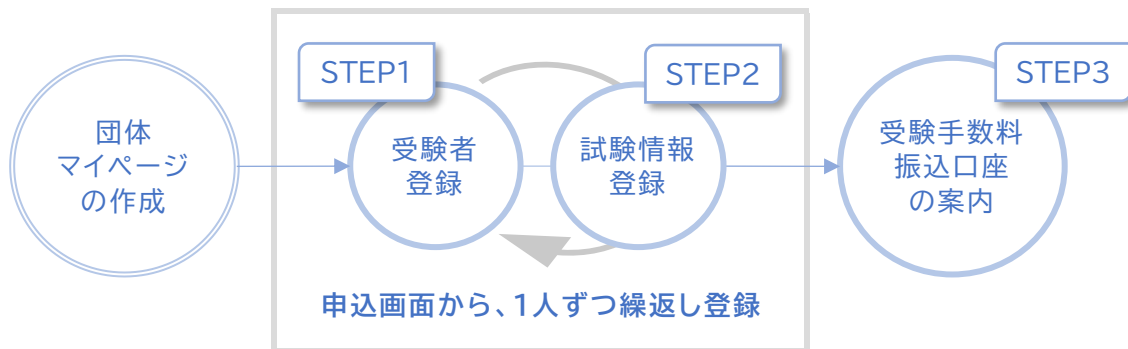 団体
マイページ
の作成
STEP1
受験者
登録
STEP2
試験情報
登録
STEP3
受験手数料
振込口座
の案内
申込画面から、1人ずつ繰返し登録